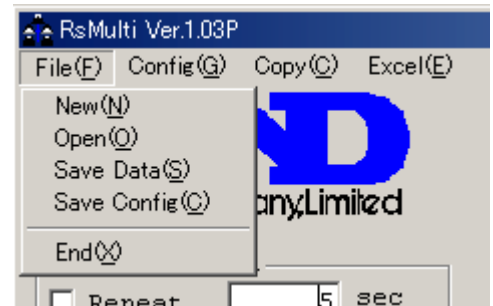 RsMulti Ver.1.03P
File(F) Config(G) Copy(C) Excel(E)
New(N)
Open(O)
Save Data(S)
Save Config(C)
End(X)
D
any,Limited
Repeat 5 sec